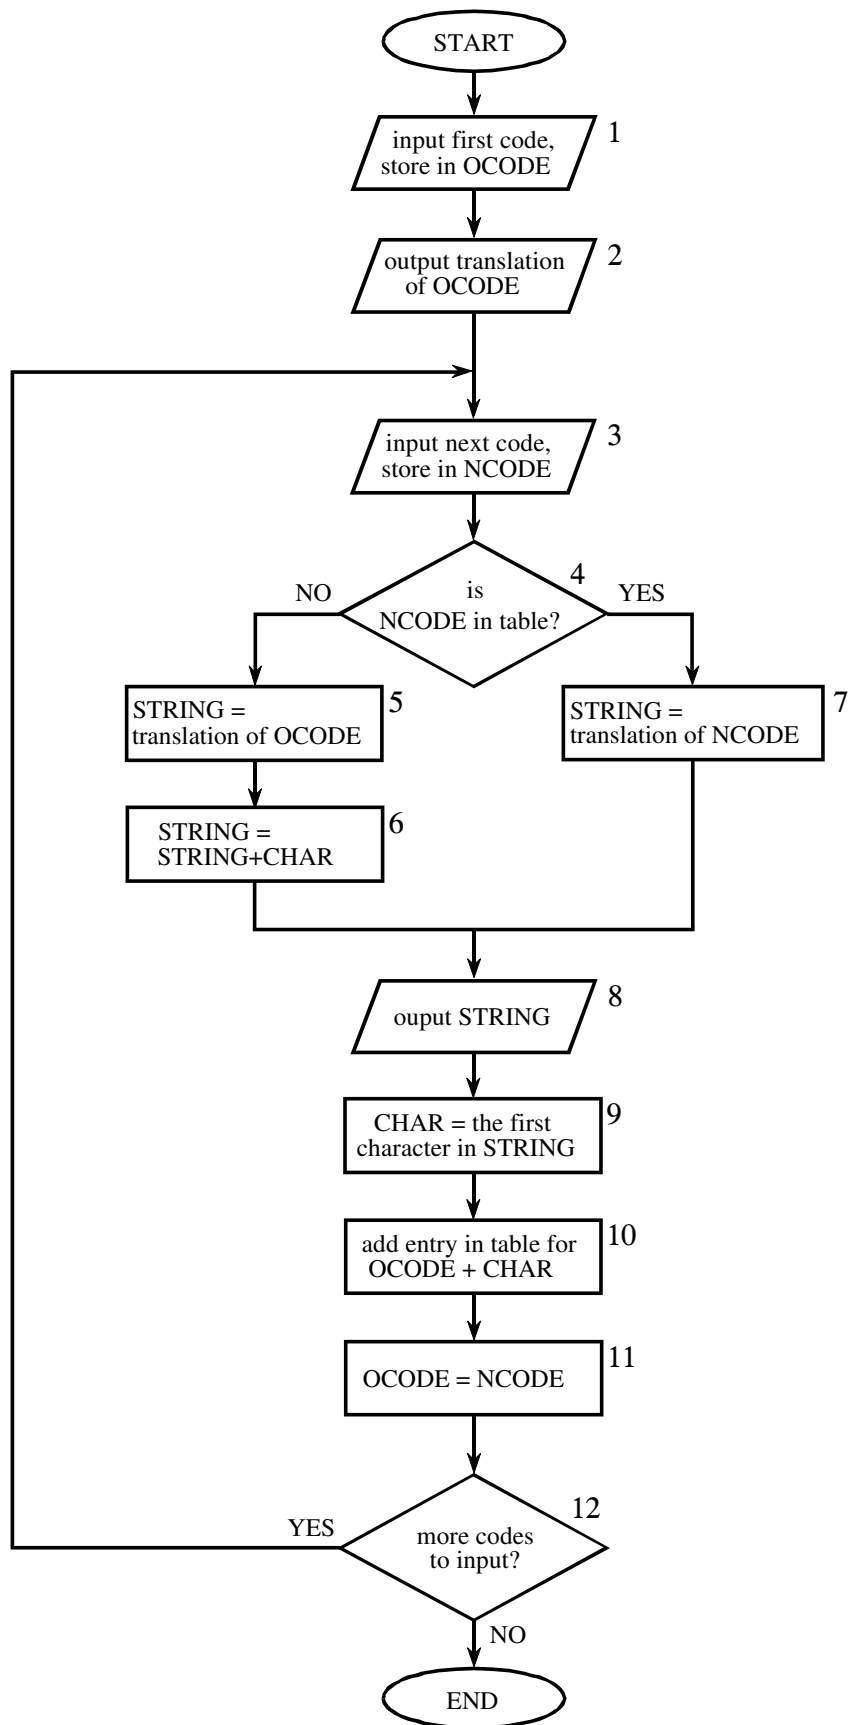 START
input first code,
store in OCODE
1
output translation
of OCODE
2
input next code,
store in NCODE
3
is
NCODE in table?
4
NO
YES
STRING =
translation of OCODE
5
STRING =
translation of NCODE
7
STRING =
STRING+CHAR
6
ouput STRING
8
CHAR = the first
character in STRING
9
add entry in table for
OCODE + CHAR
10
OCODE = NCODE
11
more codes
to input?
12
YES
NO
END